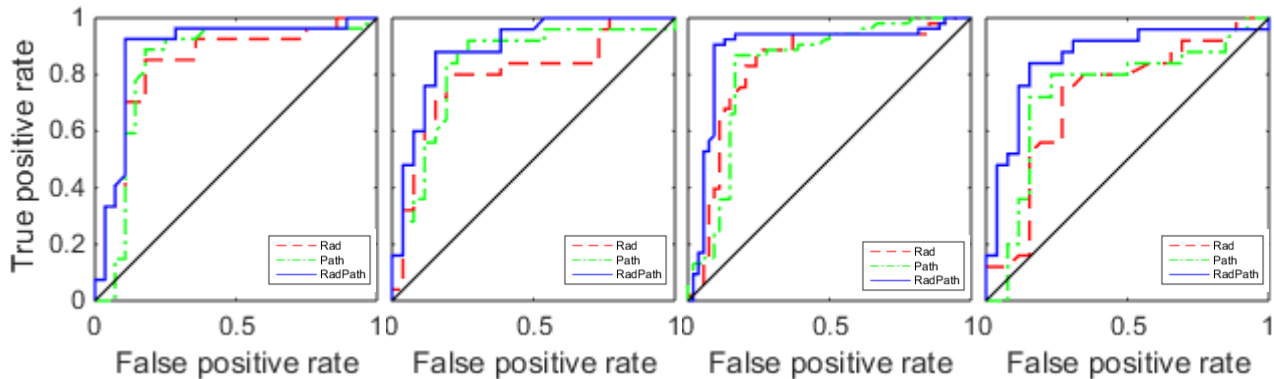 1
0.8
0.6
0.4
0.2
0
True positive rate
Rad
Path
RadPath
Rad
Path
RadPath
Rad
Path
RadPath
Rad
Path
RadPath
0 0.5 10 0.5 10 0.5 10 0.5 1
False positive rate False positive rate False positive rate False positive rate